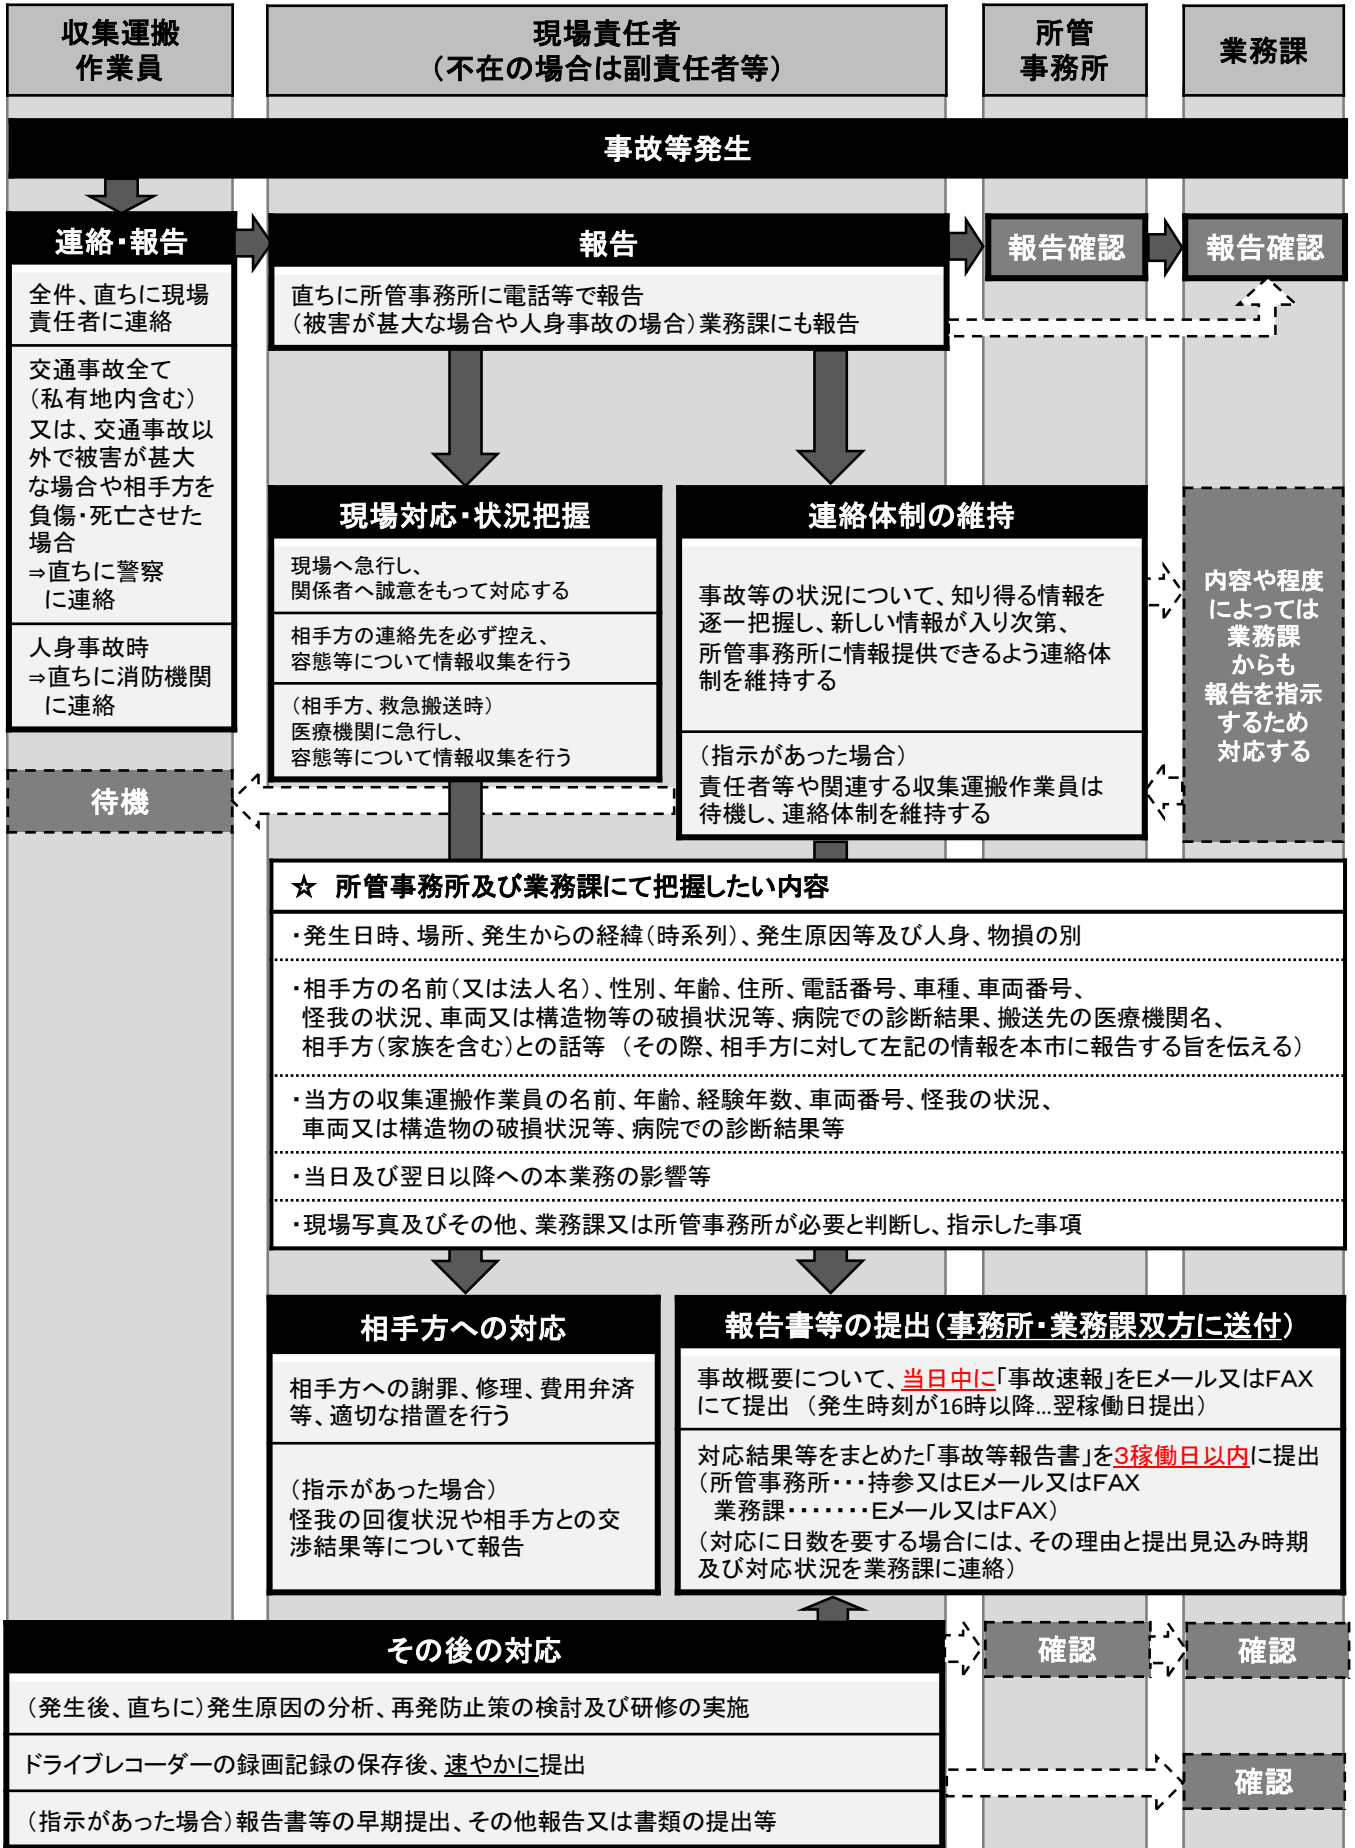 収集運搬
作業員
現場責任者
（不在の場合は副責任者等）
所管
事務所
業務課
事故等発生
連絡・報告
全件、直ちに現場
責任者に連絡
交通事故全て
（私有地内含む）
又は、交通事故以
外で被害が甚大
な場合や相手方を
負傷・死亡させた
場合
⇒直ちに警察
に連絡
人身事故時
⇒直ちに消防機関
に連絡
待機
報告
直ちに所管事務所に電話等で報告
（被害が甚大な場合や人身事故の場合）業務課にも報告
報告確認
報告確認
現場対応・状況把握
現場へ急行し、
関係者へ誠意をもって対応する
相手方の連絡先を必ず控え、
容態等について情報収集を行う
（相手方、救急搬送時）
医療機関に急行し、
容態等について情報収集を行う
連絡体制の維持
事故等の状況について、知り得る情報を
逐一把握し、新しい情報が入り次第、
所管事務所に情報提供できるよう連絡体
制を維持する
（指示があった場合）
責任者等や関連する収集運搬作業員は
待機し、連絡体制を維持する
内容や程度
によっては
業務課
からも
報告を指示
するため
対応する
☆ 所管事務所及び業務課にて把握したい内容
・発生日時、場所、発生からの経緯（時系列）、発生原因等及び人身、物損の別
・相手方の名前（又は法人名）、性別、年齢、住所、電話番号、車種、車両番号、
怪我の状況、車両又は構造物等の破損状況等、病院での診断結果、搬送先の医療機関名、
相手方（家族を含む）との話等 （その際、相手方に対して左記の情報を本市に報告する旨を伝える）
・当方の収集運搬作業員の名前、年齢、経験年数、車両番号、怪我の状況、
車両又は構造物の破損状況等、病院での診断結果等
・当日及び翌日以降への本業務の影響等
・現場写真及びその他、業務課又は所管事務所が必要と判断し、指示した事項
相手方への対応
相手方への謝罪、修理、費用弁済
等、適切な措置を行う
（指示があった場合）
怪我の回復状況や相手方との交
渉結果等について報告
報告書等の提出（事務所・業務課双方に送付）
事故概要について、当日中に「事故速報」をEメール又はFAX
にて提出 （発生時刻が16時以降…翌稼働日提出）
対応結果等をまとめた「事故等報告書」を3稼働日以内に提出
（所管事務所・・・持参又はEメール又はFAX
業務課・・・・・・・Eメール又はFAX）
（対応に日数を要する場合には、その理由と提出見込み時期
及び対応状況を業務課に連絡）
その後の対応
（発生後、直ちに）発生原因の分析、再発防止策の検討及び研修の実施
ドライブレコーダーの録画記録の保存後、速やかに提出
（指示があった場合）報告書等の早期提出、その他報告又は書類の提出等
確認
確認
確認